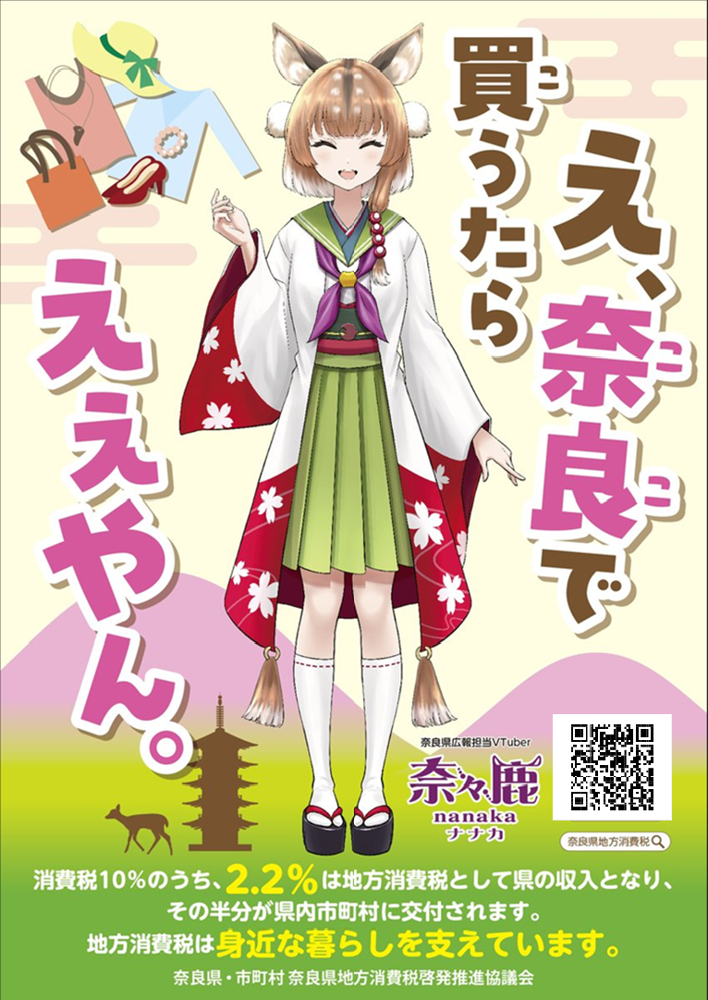 え、奈良で
買うたら
ええやん。
ここ
こ
奈良県広報担当VTuber
奈々鹿
nanaka
ナナカ
奈良県地方消費税
消費税10%のうち、2.2%は地方消費税として県の収入となり、
その半分が県内市町村に交付されます。
地方消費税は身近な暮らしを支えています。
奈良県・市町村 奈良県地方消費税啓発推進協議会